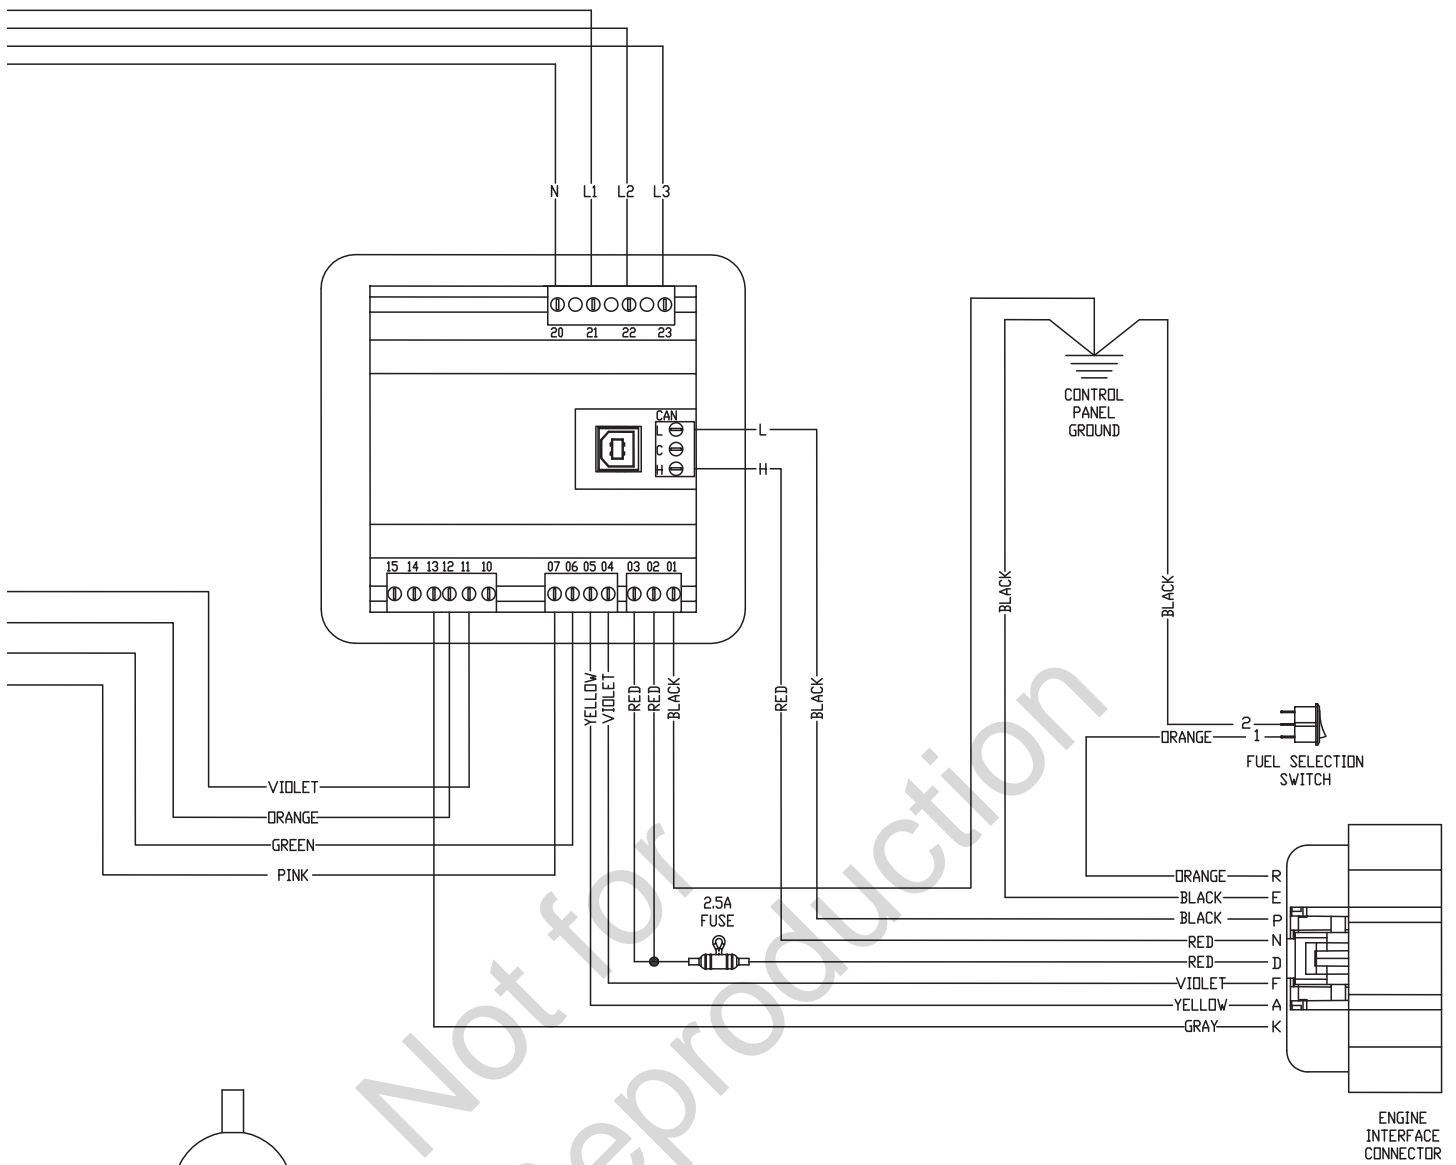 N L1 L2 L3
20 21 22 23
CAN
L
C
H
L
H
CONTROL
PANEL
GROUND
15 14 13 12 11 10 07 06 05 04 03 02 01
BLACK
BLACK
YELLOW
VIOLET
RED
RED
BLACK
RED
BLACK
2
ORANGE 1
FUEL SELECTION
SWITCH
VIOLET
ORANGE
GREEN
PINK
2.5A
FUSE
ORANGE R
BLACK E
BLACK P
RED N
RED D
VIOLET F
YELLOW A
GRAY K
ENGINE
INTERFACE
CONNECTOR
Not for
Reproduction